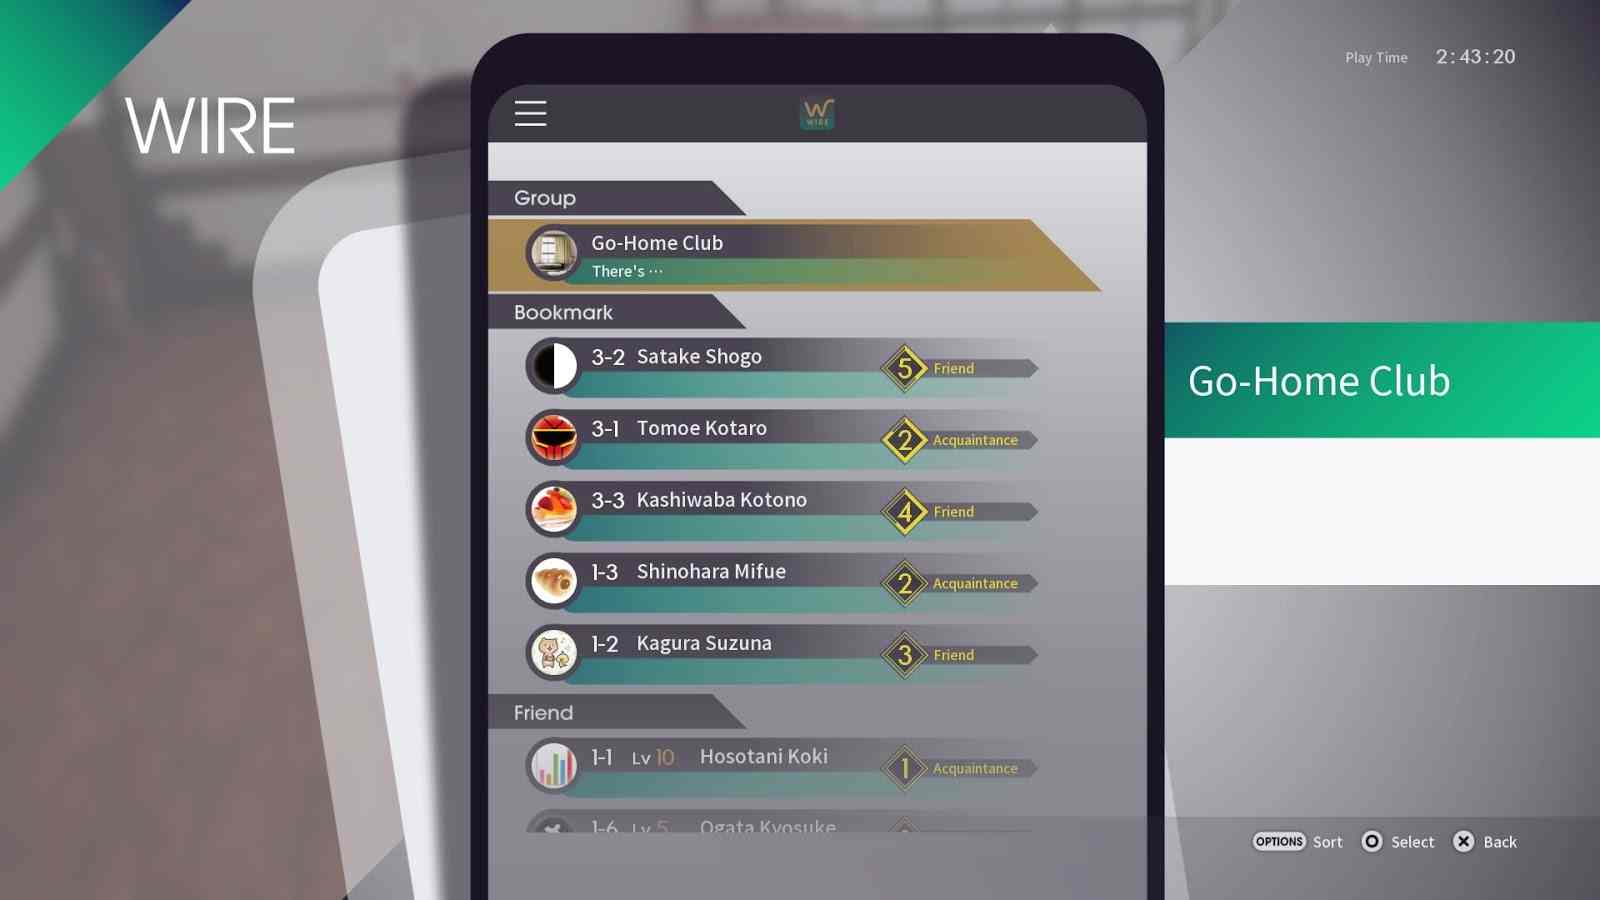 WIRE
Play Time 2:43:20
W
WIRE
Group
Go-Home Club
There's ···
Bookmark
3-2 Satake Shogo 5 Friend
3-1 Tomoe Kotaro 2 Acquaintance
3-3 Kashiwaba Kotono 4 Friend
1-3 Shinohara Mifue 2 Acquaintance
1-2 Kagura Suzuna 3 Friend
Friend
1-1 Lv 10 Hosotani Koki 1 Acquaintance
1-6 Lv 5 Ogata Kyosuke
Go-Home Club
OPTIONS Sort Select Back